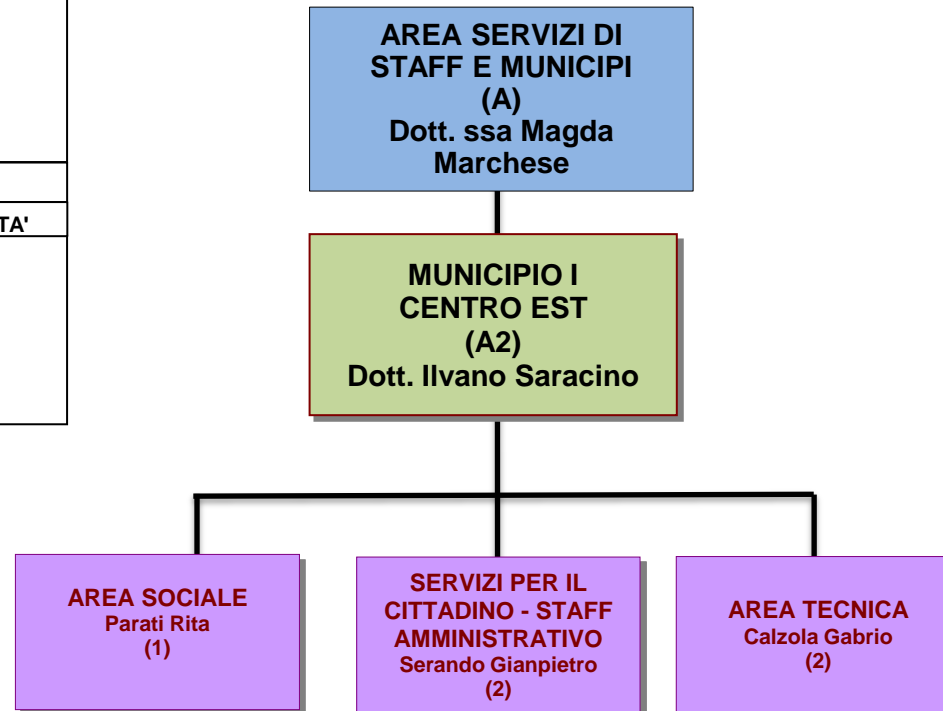 AREA SERVIZI DI
STAFF E MUNICIPI
(A)
Dott. ssa Magda
Marchese
TA'
MUNICIPIO I
CENTRO EST
(A2)
Dott. Ilvano Saracino
AREA SOCIALE
Parati Rita
(1)
SERVIZI PER IL
CITTADINO - STAFF
AMMINISTRATIVO
Serando Gianpietro
(2)
AREA TECNICA
Calzola Gabrio
(2)